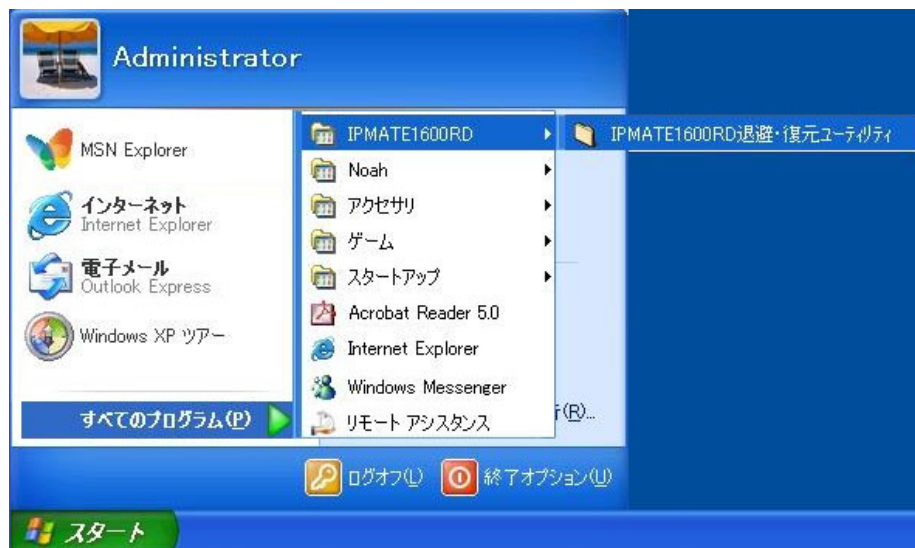 Administrator
MSN Explorer
インターネット
Internet Explorer
電子メール
Outlook Express
Windows XP ツアー
すべてのプログラム(P)
IPMATE1600RD
Noah
アクセサリ
ゲーム
スタートアップ
Acrobat Reader 5.0
Internet Explorer
Windows Messenger
リモート アシスタンス
IPMATE1600RD退避・復元ユーティリティ
(R)...
ログオフ(L)
終了オプション(U)
スタート